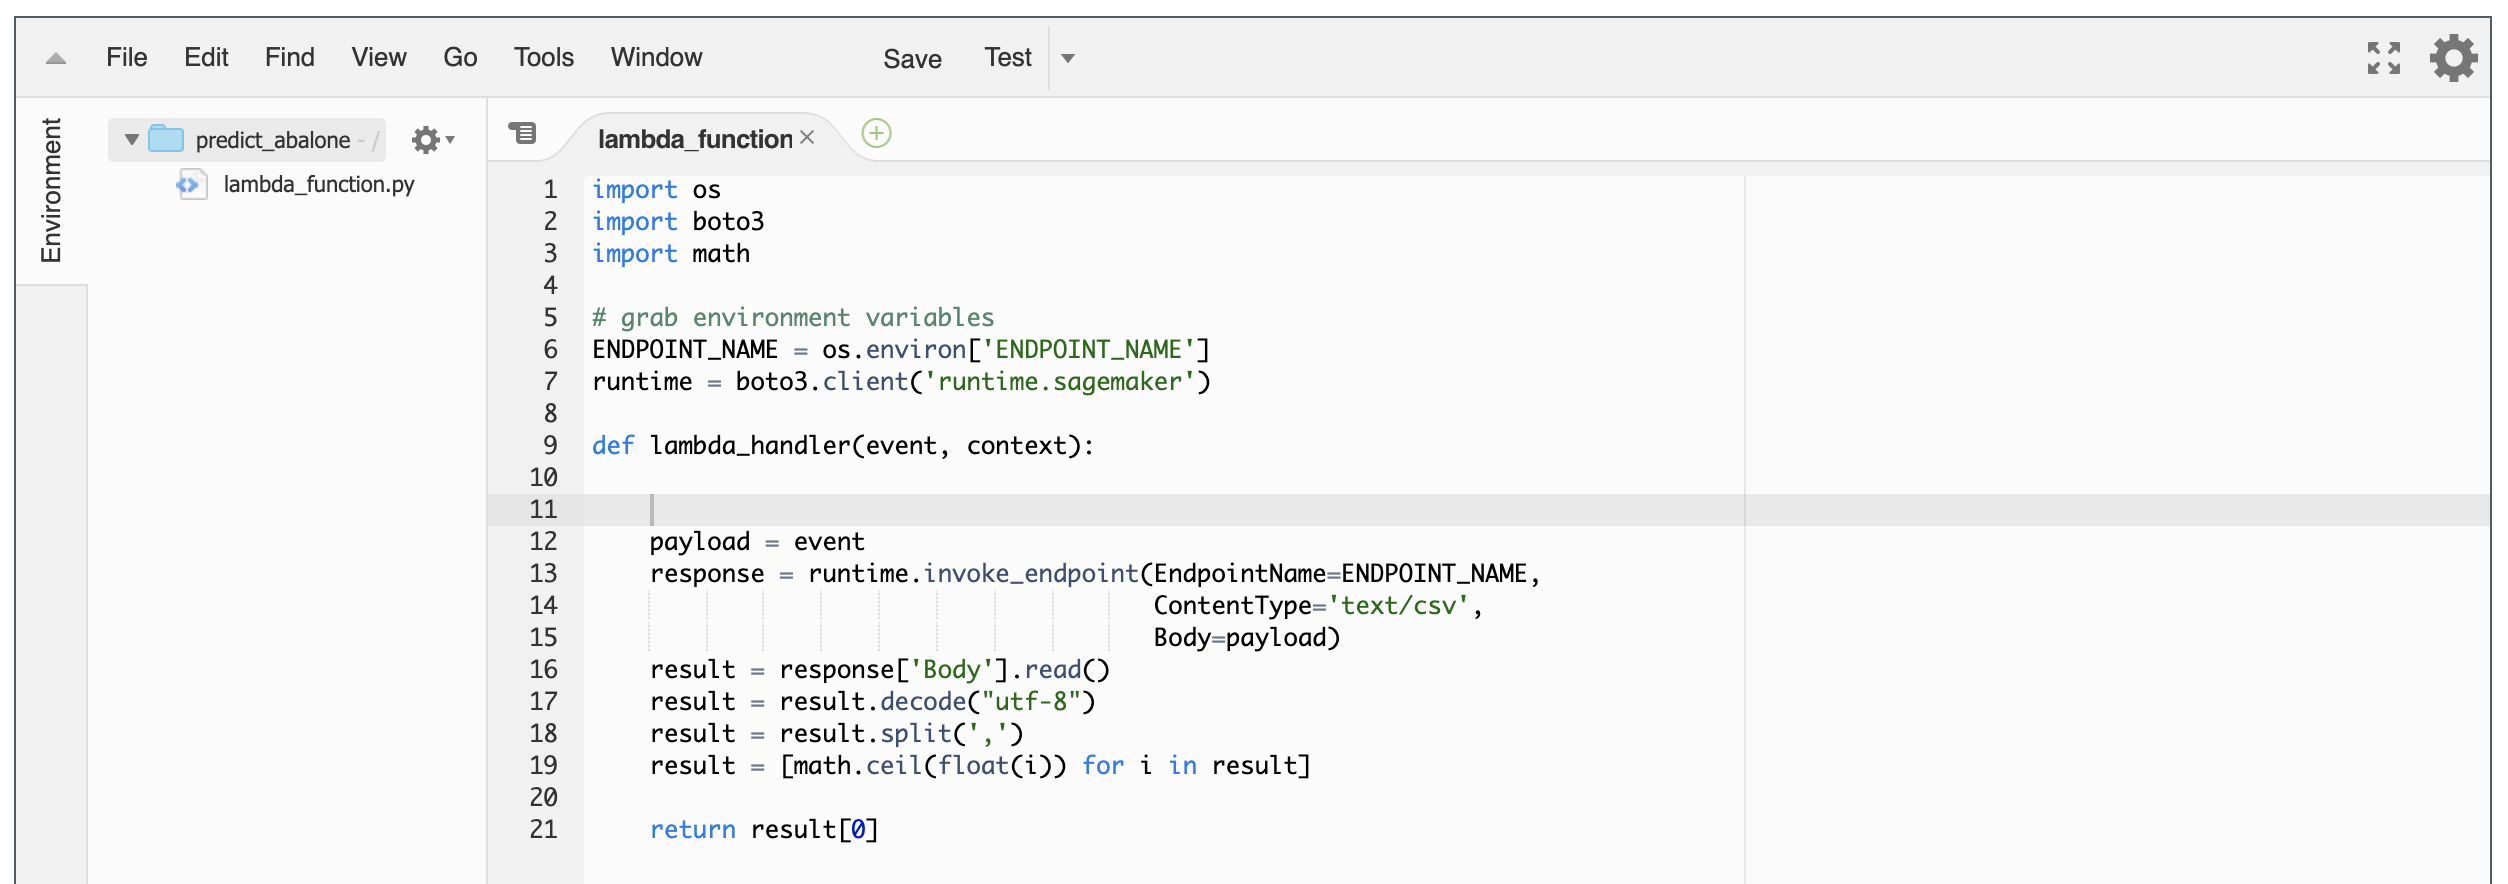 File Edit Find View Go Tools Window Save Test
Environment
predict_abalone - /
lambda_function.py
lambda_function ×
1 import os
2 import boto3
3 import math
4
5 # grab environment variables
6 ENDPOINT_NAME = os.environ['ENDPOINT_NAME']
7 runtime = boto3.client('runtime.sagemaker')
8
9 def lambda_handler(event, context):
10
11
12     payload = event
13     response = runtime.invoke_endpoint(EndpointName=ENDPOINT_NAME,
14                                        ContentType='text/csv',
15                                        Body=payload)
16     result = response['Body'].read()
17     result = result.decode("utf-8")
18     result = result.split(',')
19     result = [math.ceil(float(i)) for i in result]
20
21     return result[0]